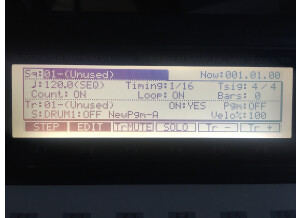 Sq:01-(Unused) Now:001.01.00
♩:120.0(SEQ) Timing:1/16 Tsig: 4/ 4
Count: ON Loop: ON Bars: 0
Tr:01-(Unused) ON:YES Pgm:OFF
S:DRUM1:OFF NewPgm-A Velo%:100
STEP EDIT TrMUTE SOLO Tr - Tr +